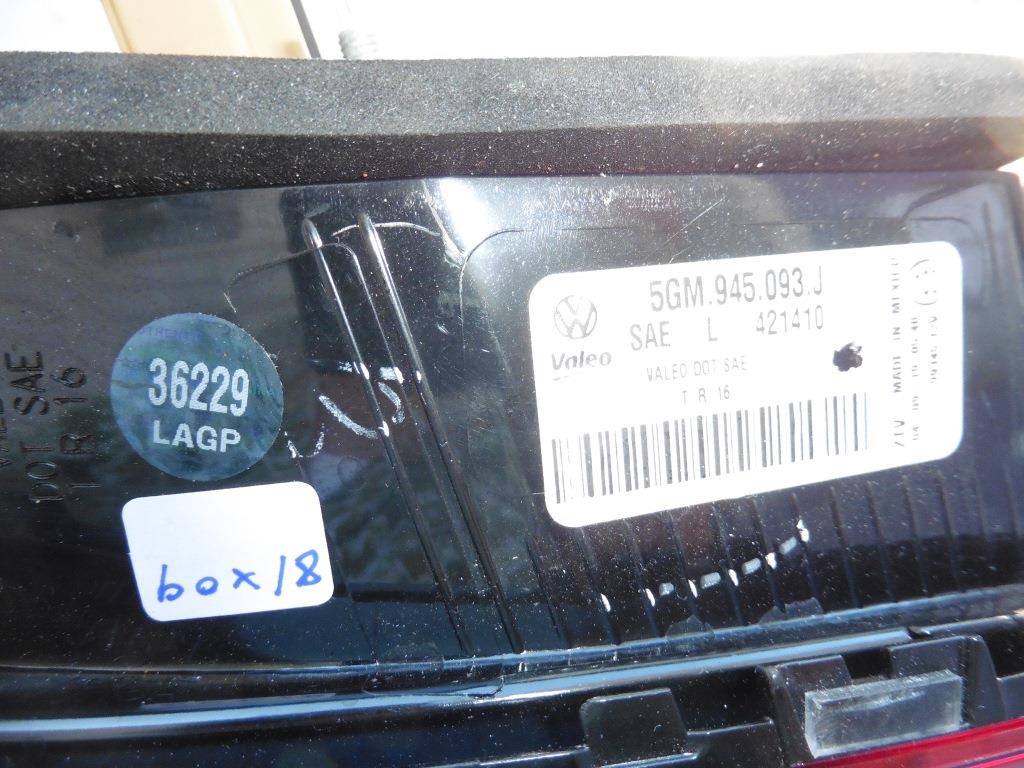 5GM.945.093.J
SAE L 421410
Valeo
VALEO DOT SAE
T R 16
MADE IN MEXICO
ZIV
36229
LAGP
box 18
SAE
DOT
16
R